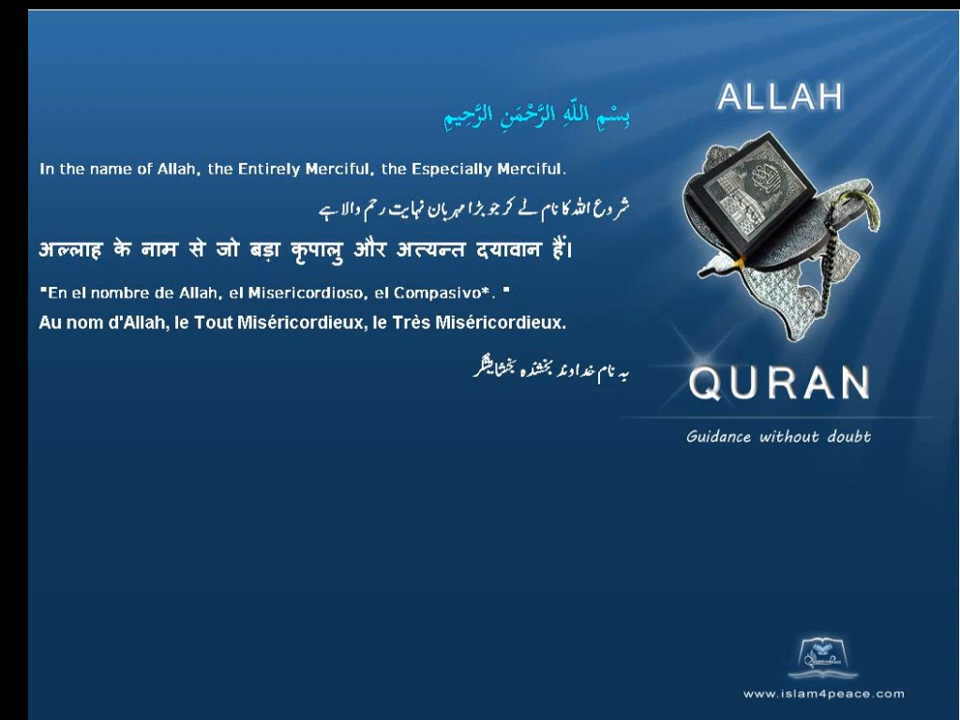 بِسْمِ اللّهِ الرَّحْمَنِ الرَّحِيمِ
In the name of Allah, the Entirely Merciful, the Especially Merciful.
شروع الله کا نام لے کر جو بڑا مہربان نہایت رحم والا ہے
अल्लाह के नाम से जो बड़ा कृपालु और अत्यन्त दयावान हैं।
"En el nombre de Allah, el Misericordioso, el Compasivo*. "
Au nom d'Allah, le Tout Miséricordieux, le Très Miséricordieux.
به نام خداوند بخشنده بخشایشگر
ALLAH
QURAN
Guidance without doubt
www.islam4peace.com